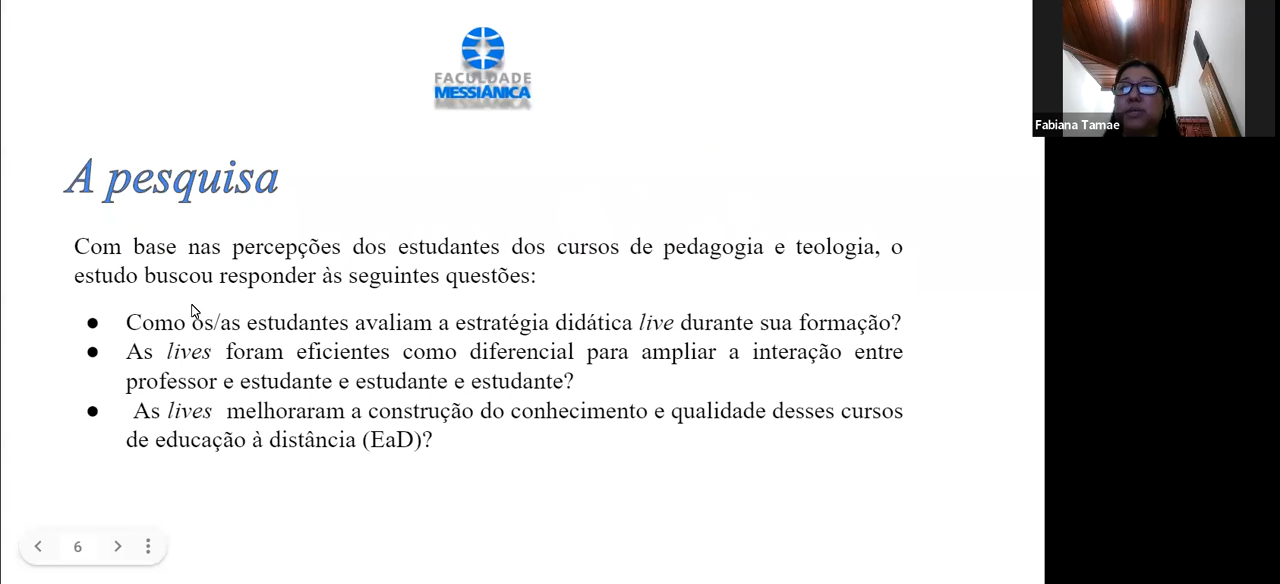 FACULDADE
MESSIÂNICA
Fabiana Tamae
A pesquisa
Com base nas percepções dos estudantes dos cursos de pedagogia e teologia, o
estudo buscou responder às seguintes questões:
● Como os/as estudantes avaliam a estratégia didática live durante sua formação?
● As lives foram eficientes como diferencial para ampliar a interação entre
professor e estudante e estudante e estudante?
● As lives melhoraram a construção do conhecimento e qualidade desses cursos
de educação à distância (EaD)?
6